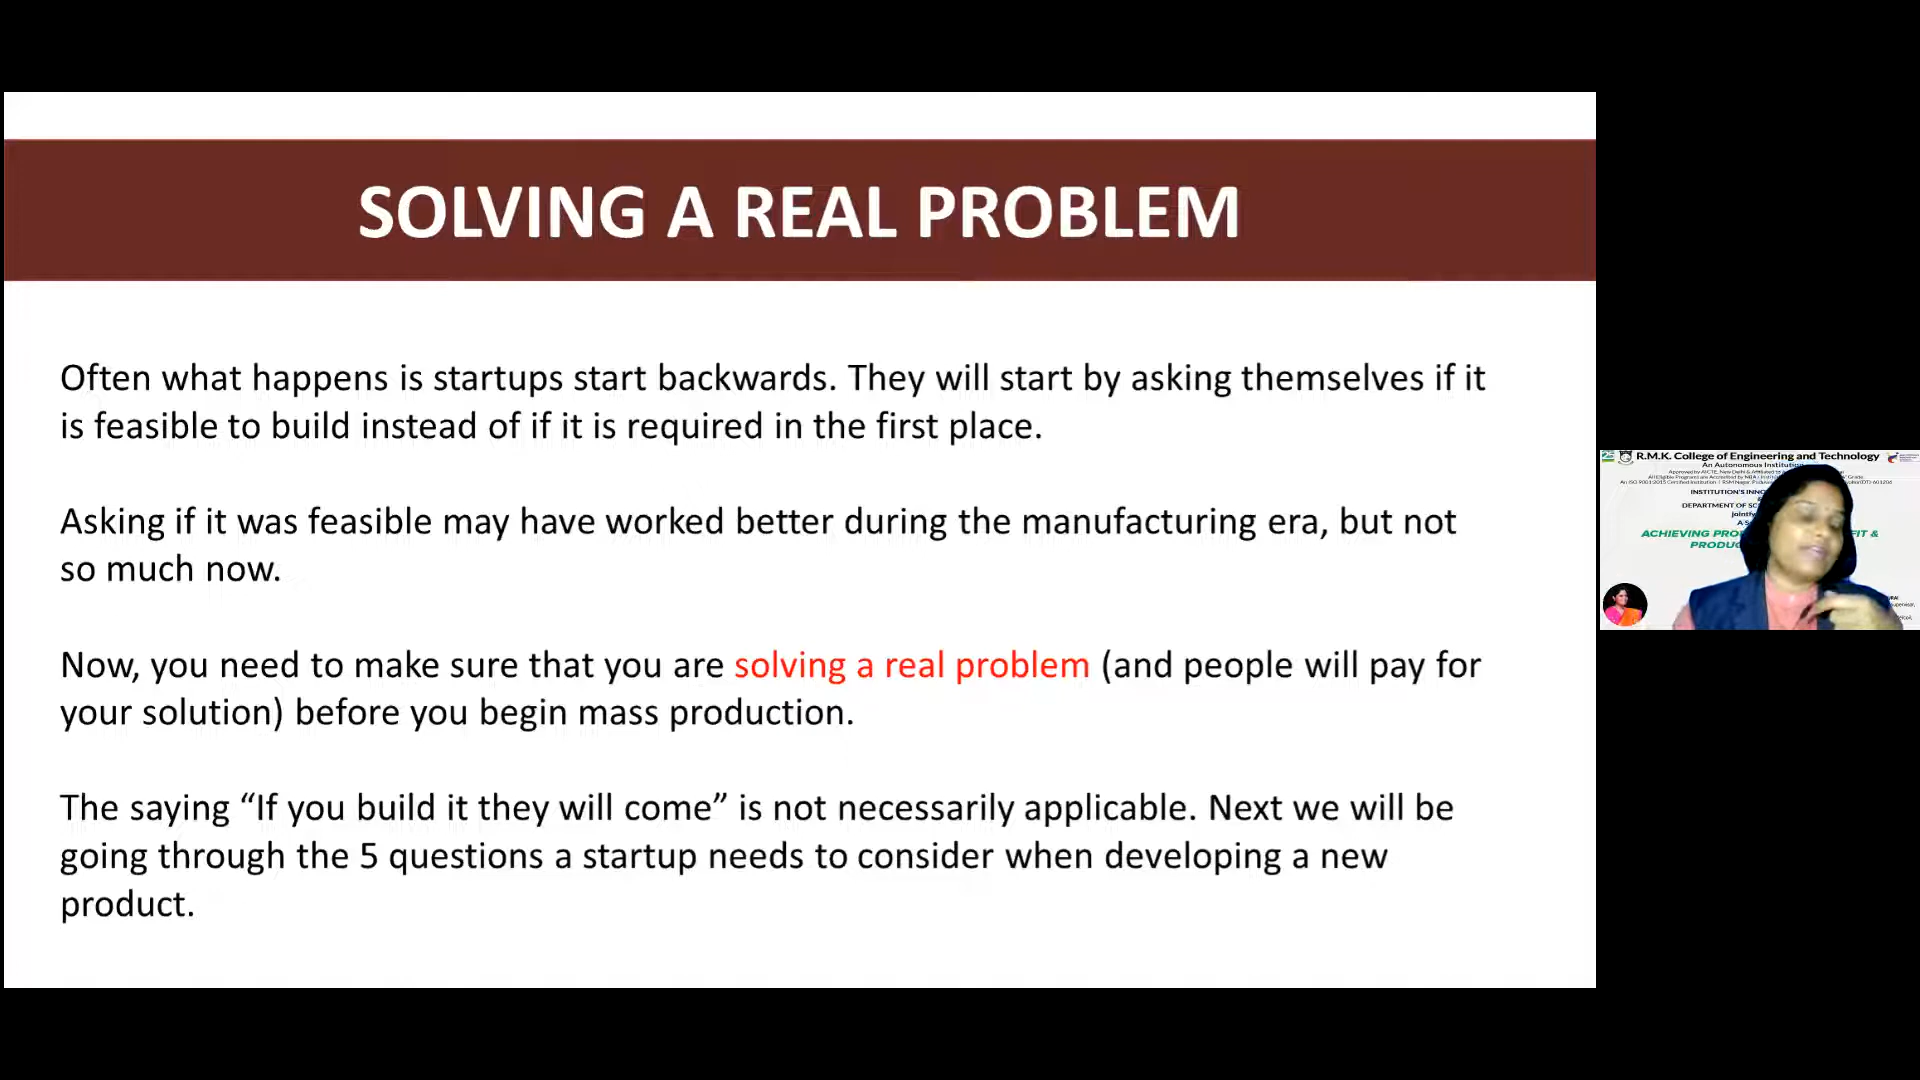 SOLVING A REAL PROBLEM
Often what happens is startups start backwards. They will start by asking themselves if it
is feasible to build instead of if it is required in the first place.
Asking if it was feasible may have worked better during the manufacturing era, but not
so much now.
Now, you need to make sure that you are solving a real problem (and people will pay for
your solution) before you begin mass production.
The saying “If you build it they will come” is not necessarily applicable. Next we will be
going through the 5 questions a startup needs to consider when developing a new
product.
R.M.K. College of Engineering and Technology
An Autonomous Institution
INSTITUTION'S
DEPARTMENT OF
ACHIEVING FIT &